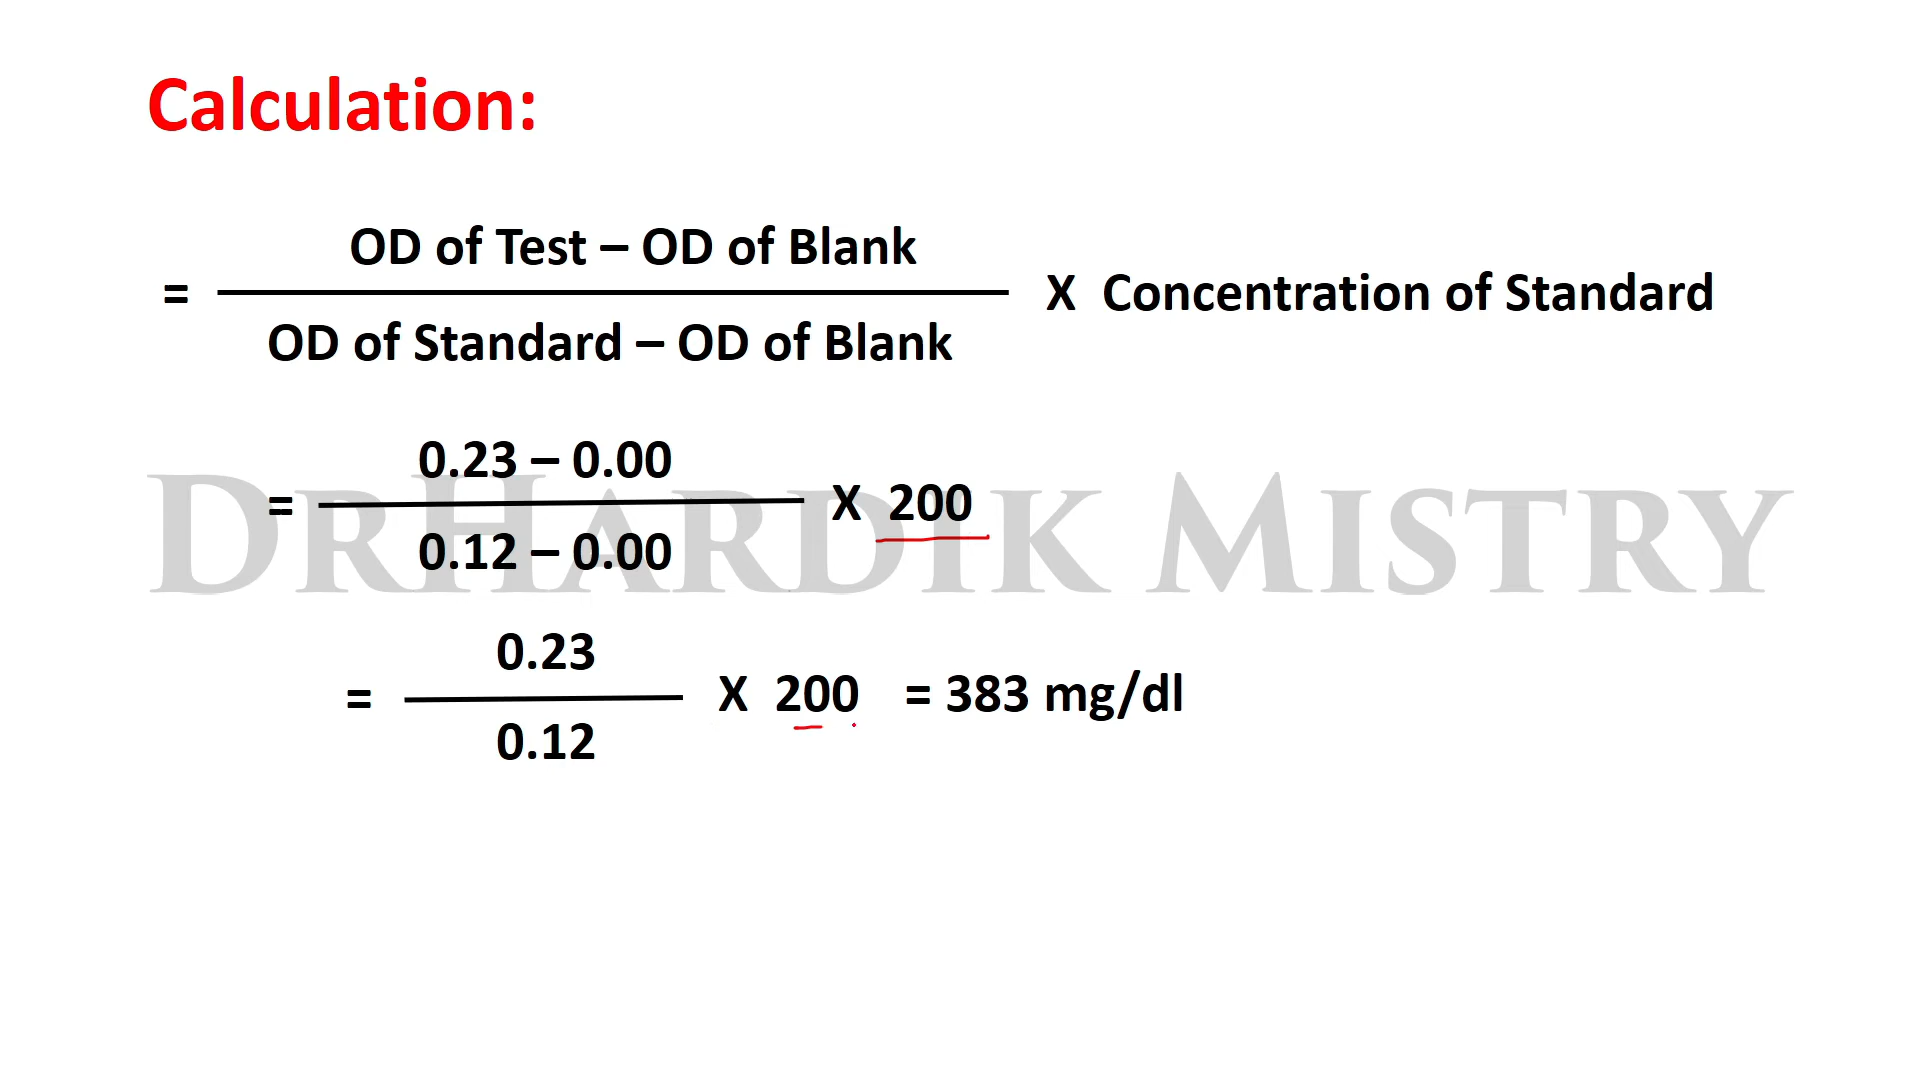 Calculation:
OD of Test – OD of Blank
= X Concentration of Standard
OD of Standard – OD of Blank
0.23 – 0.00
= X 200
0.12 – 0.00
DRHARDIK MISTRY
0.23
= X 200 = 383 mg/dl
0.12